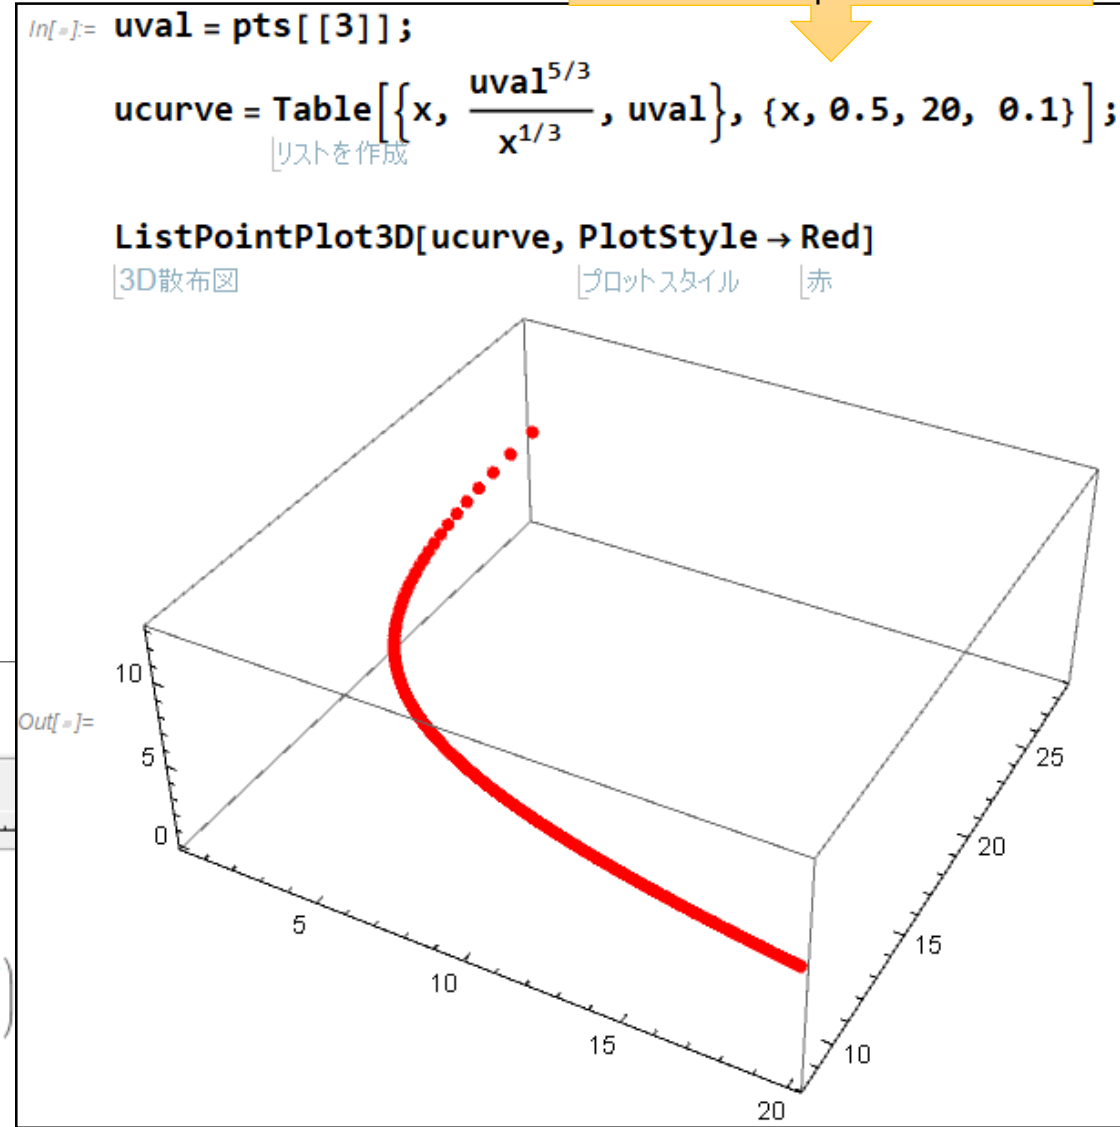 In[▫]:= uval = pts[[3]];
ucurve = Table[{x, uval^5/3 / x^1/3, uval}, {x, 0.5, 20, 0.1}];
リストを作成
ListPointPlot3D[ucurve, PlotStyle → Red]
3D散布図 プロットスタイル 赤
Out[▫]=
10
5
0
5
10
15
20
10
15
20
25